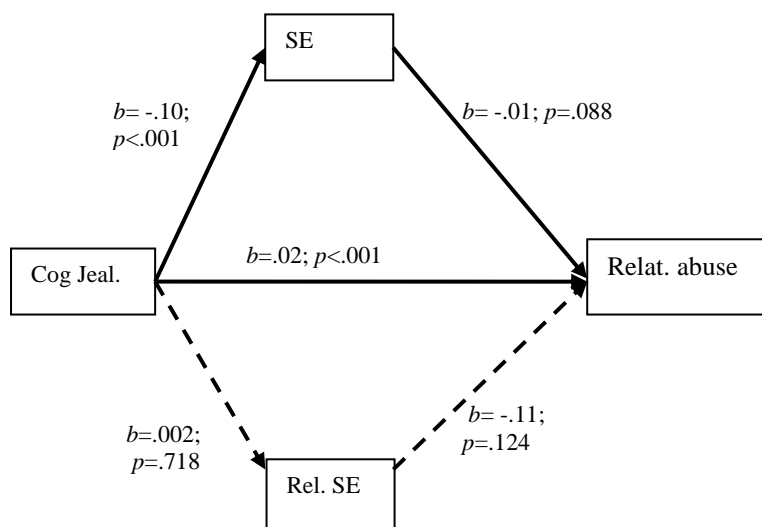 SE
b= -.10;
p<.001
b= -.01; p=.088
Cog Jeal.
b=.02; p<.001
Relat. abuse
b=.002;
p=.718
b= -.11;
p=.124
Rel. SE